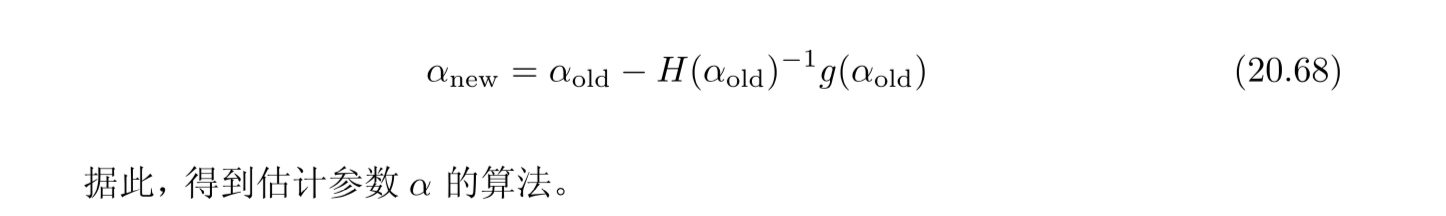 α_new = α_old − H(α_old)^{−1}g(α_old) (20.68)
据此，得到估计参数 α 的算法。